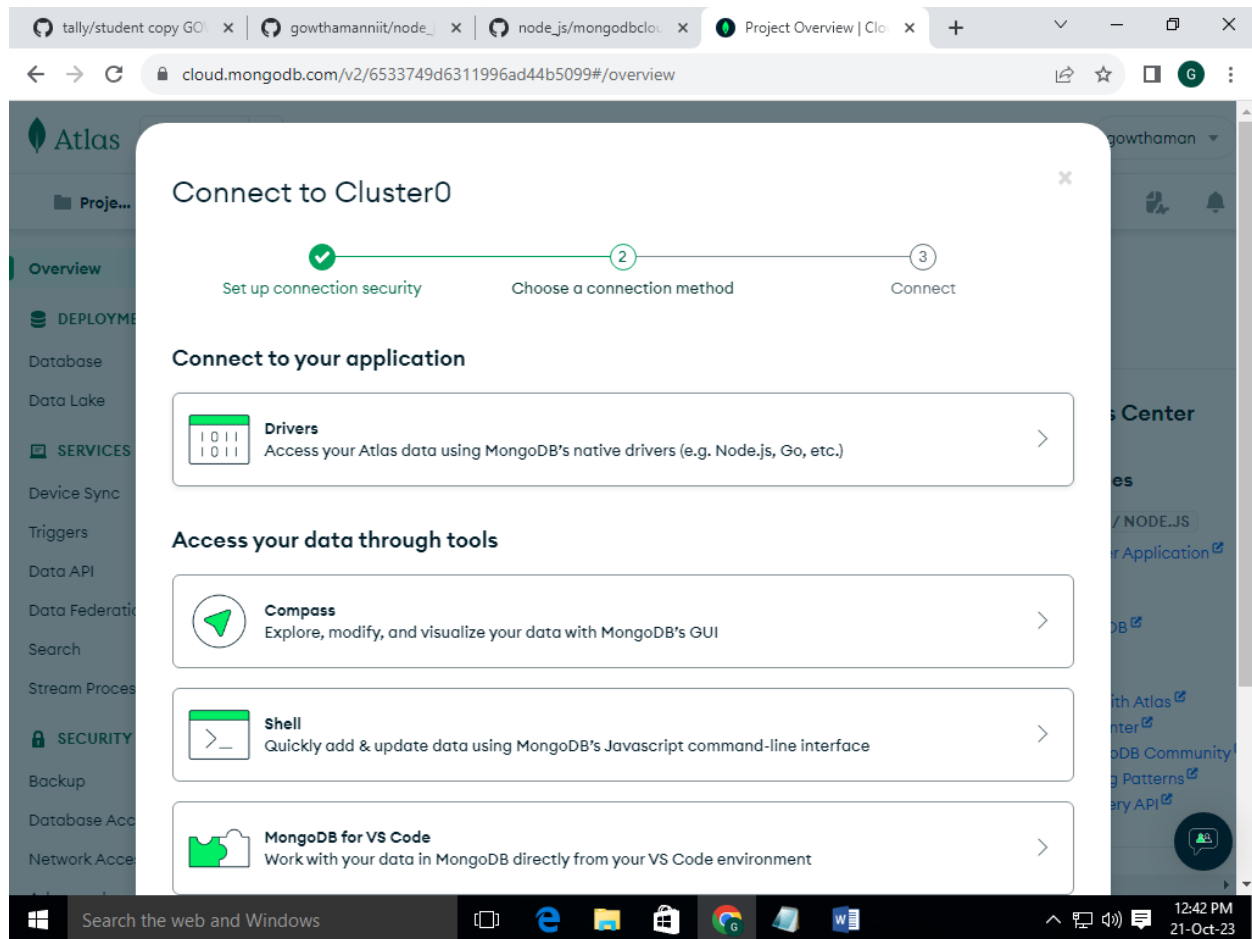 tally/student copy GO
gowthamanniit/node_j
node_js/mongodbclou
Project Overview | Clo
cloud.mongodb.com/v2/6533749d6311996ad44b5099#/overview
G
Atlas
gowthaman
Proje...
Connect to Cluster0
2
3
Set up connection security
Choose a connection method
Connect
Overview
DEPLOYME
Database
Data Lake
SERVICES
Device Sync
Triggers
Data API
Data Federatio
Search
Stream Proces
SECURITY
Backup
Database Acc
Network Acce
Connect to your application
1011
1011
Drivers
Access your Atlas data using MongoDB's native drivers (e.g. Node.js, Go, etc.)
Access your data through tools
Compass
Explore, modify, and visualize your data with MongoDB's GUI
Shell
Quickly add & update data using MongoDB's Javascript command-line interface
MongoDB for VS Code
Work with your data in MongoDB directly from your VS Code environment
s Center
es
/ NODE.JS
r Application
DB
ith Atlas
nter
oDB Community
g Patterns
ery API
Search the web and Windows
12:42 PM
21-Oct-23